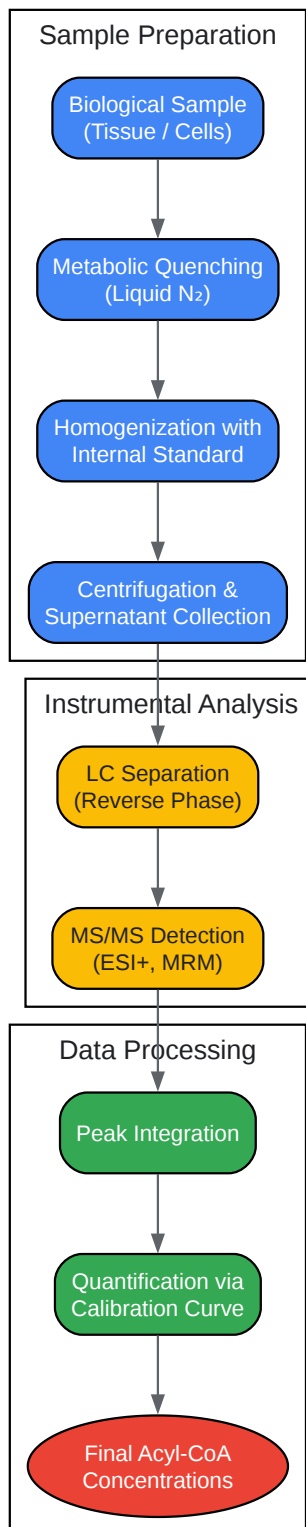 Sample Preparation
Biological Sample
(Tissue / Cells)
Metabolic Quenching
(Liquid N₂)
Homogenization with
Internal Standard
Centrifugation &
Supernatant Collection
Instrumental Analysis
LC Separation
(Reverse Phase)
MS/MS Detection
(ESI+, MRM)
Data Processing
Peak Integration
Quantification via
Calibration Curve
Final Acyl-CoA
Concentrations